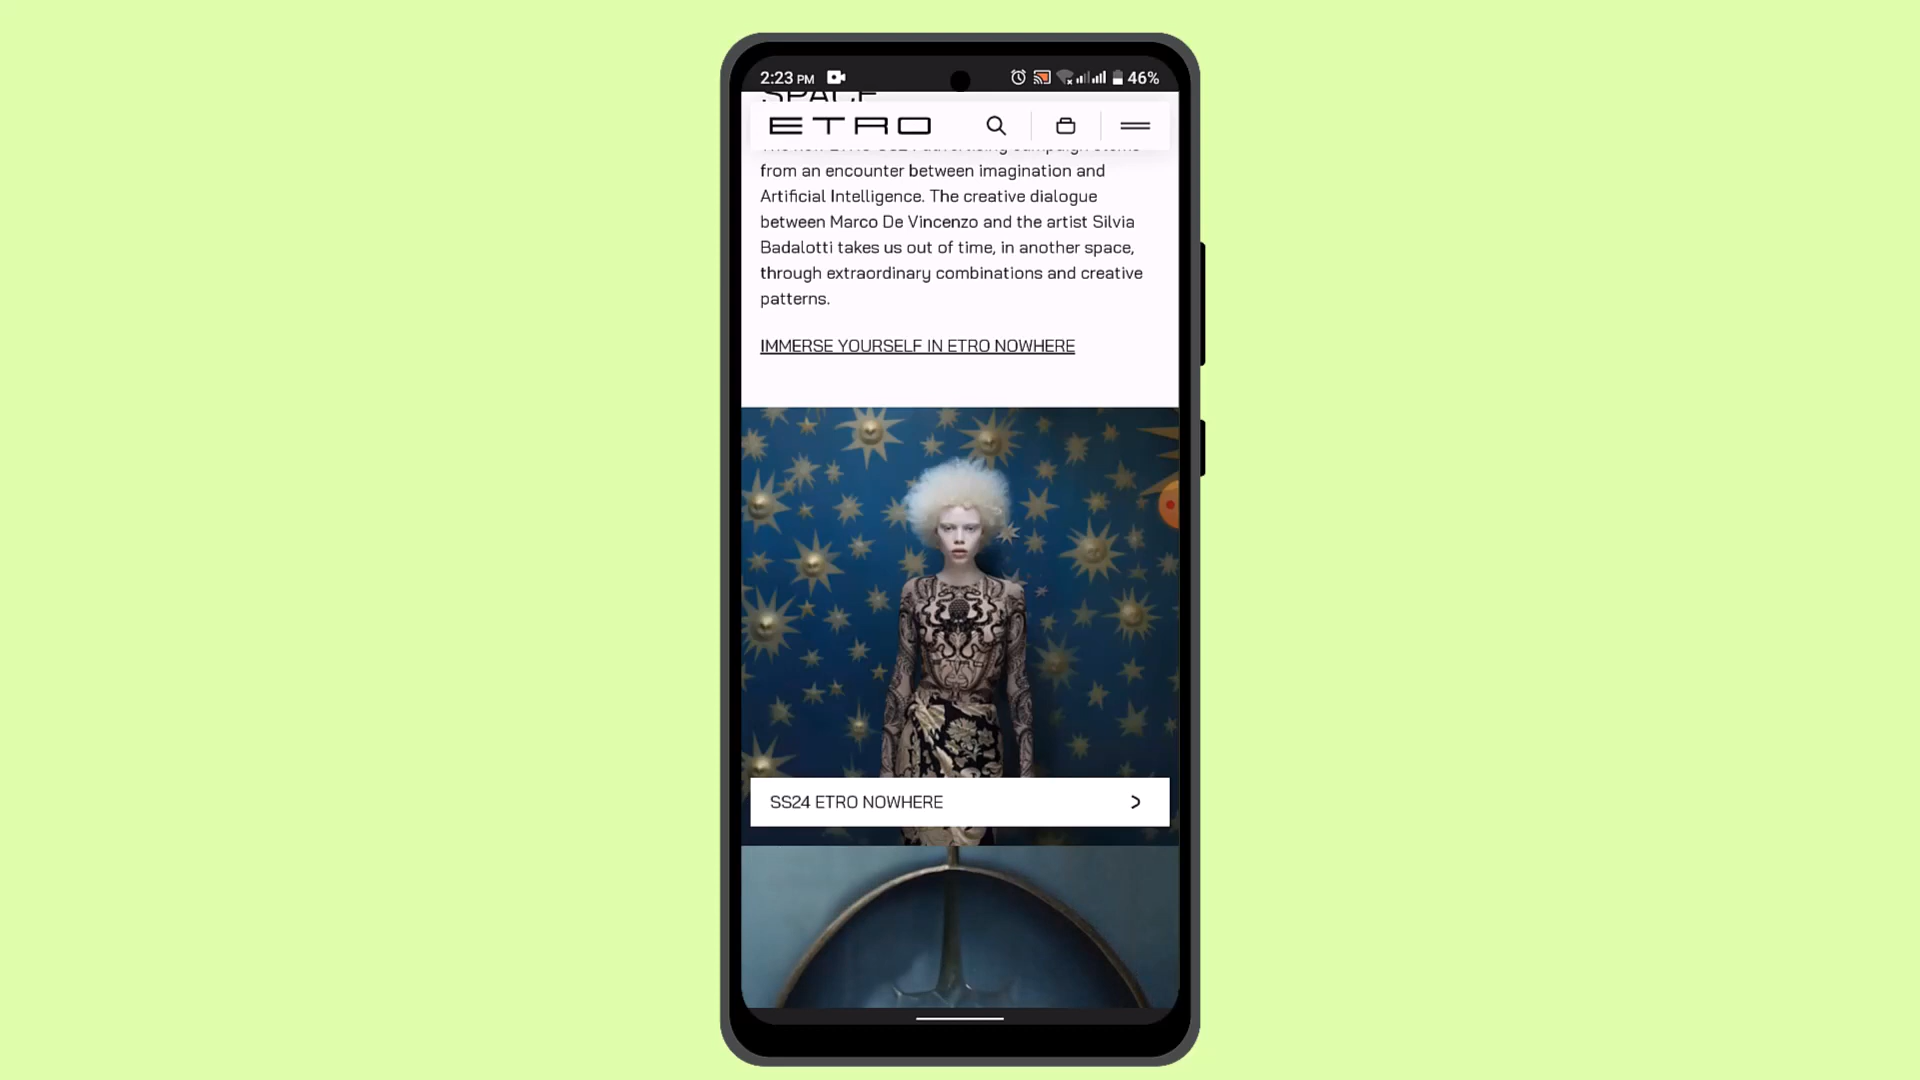 2:23 PM
46%
SPACE
ETRO
from an encounter between imagination and
Artificial Intelligence. The creative dialogue
between Marco De Vincenzo and the artist Silvia
Badalotti takes us out of time, in another space,
through extraordinary combinations and creative
patterns.
IMMERSE YOURSELF IN ETRO NOWHERE
SS24 ETRO NOWHERE